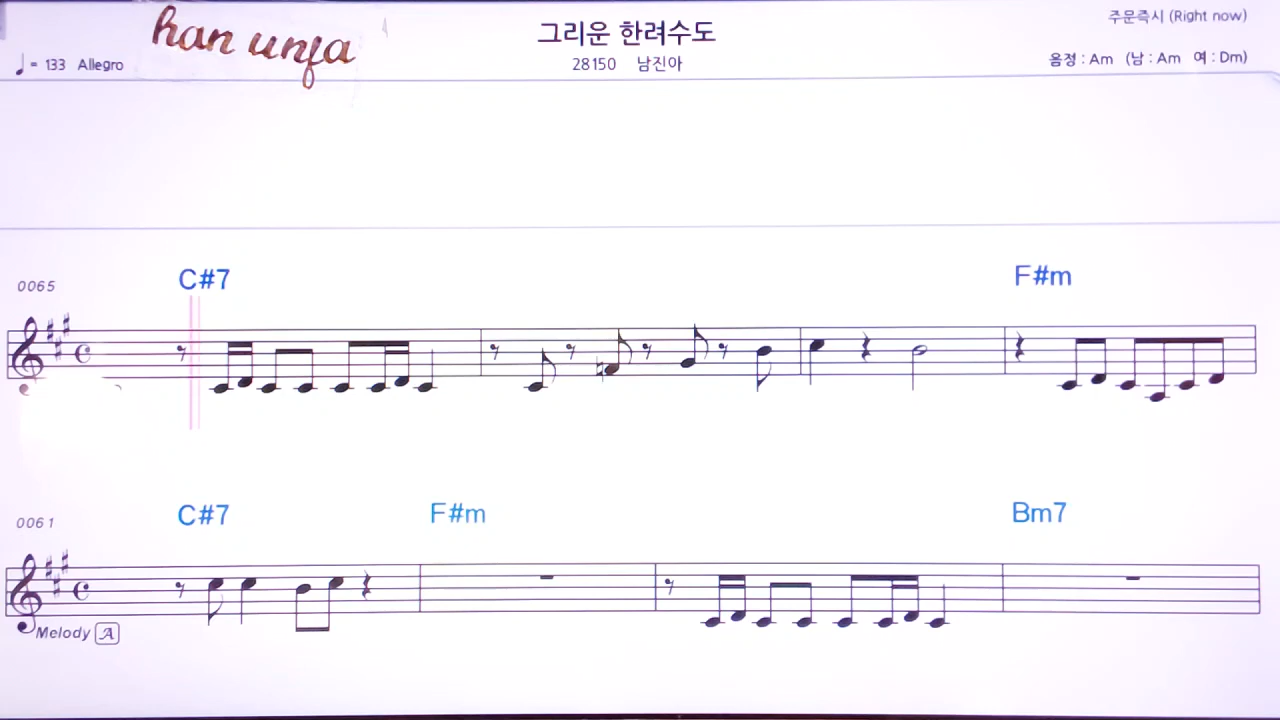 han unfa
그리운 한려수도
주문즉시 (Right now)
♩= 133 Allegro
28150 남진아
음정 : Am (남 : Am 여 : Dm)
0065
C#7
F#m
0061
C#7
F#m
Bm7
Melody A